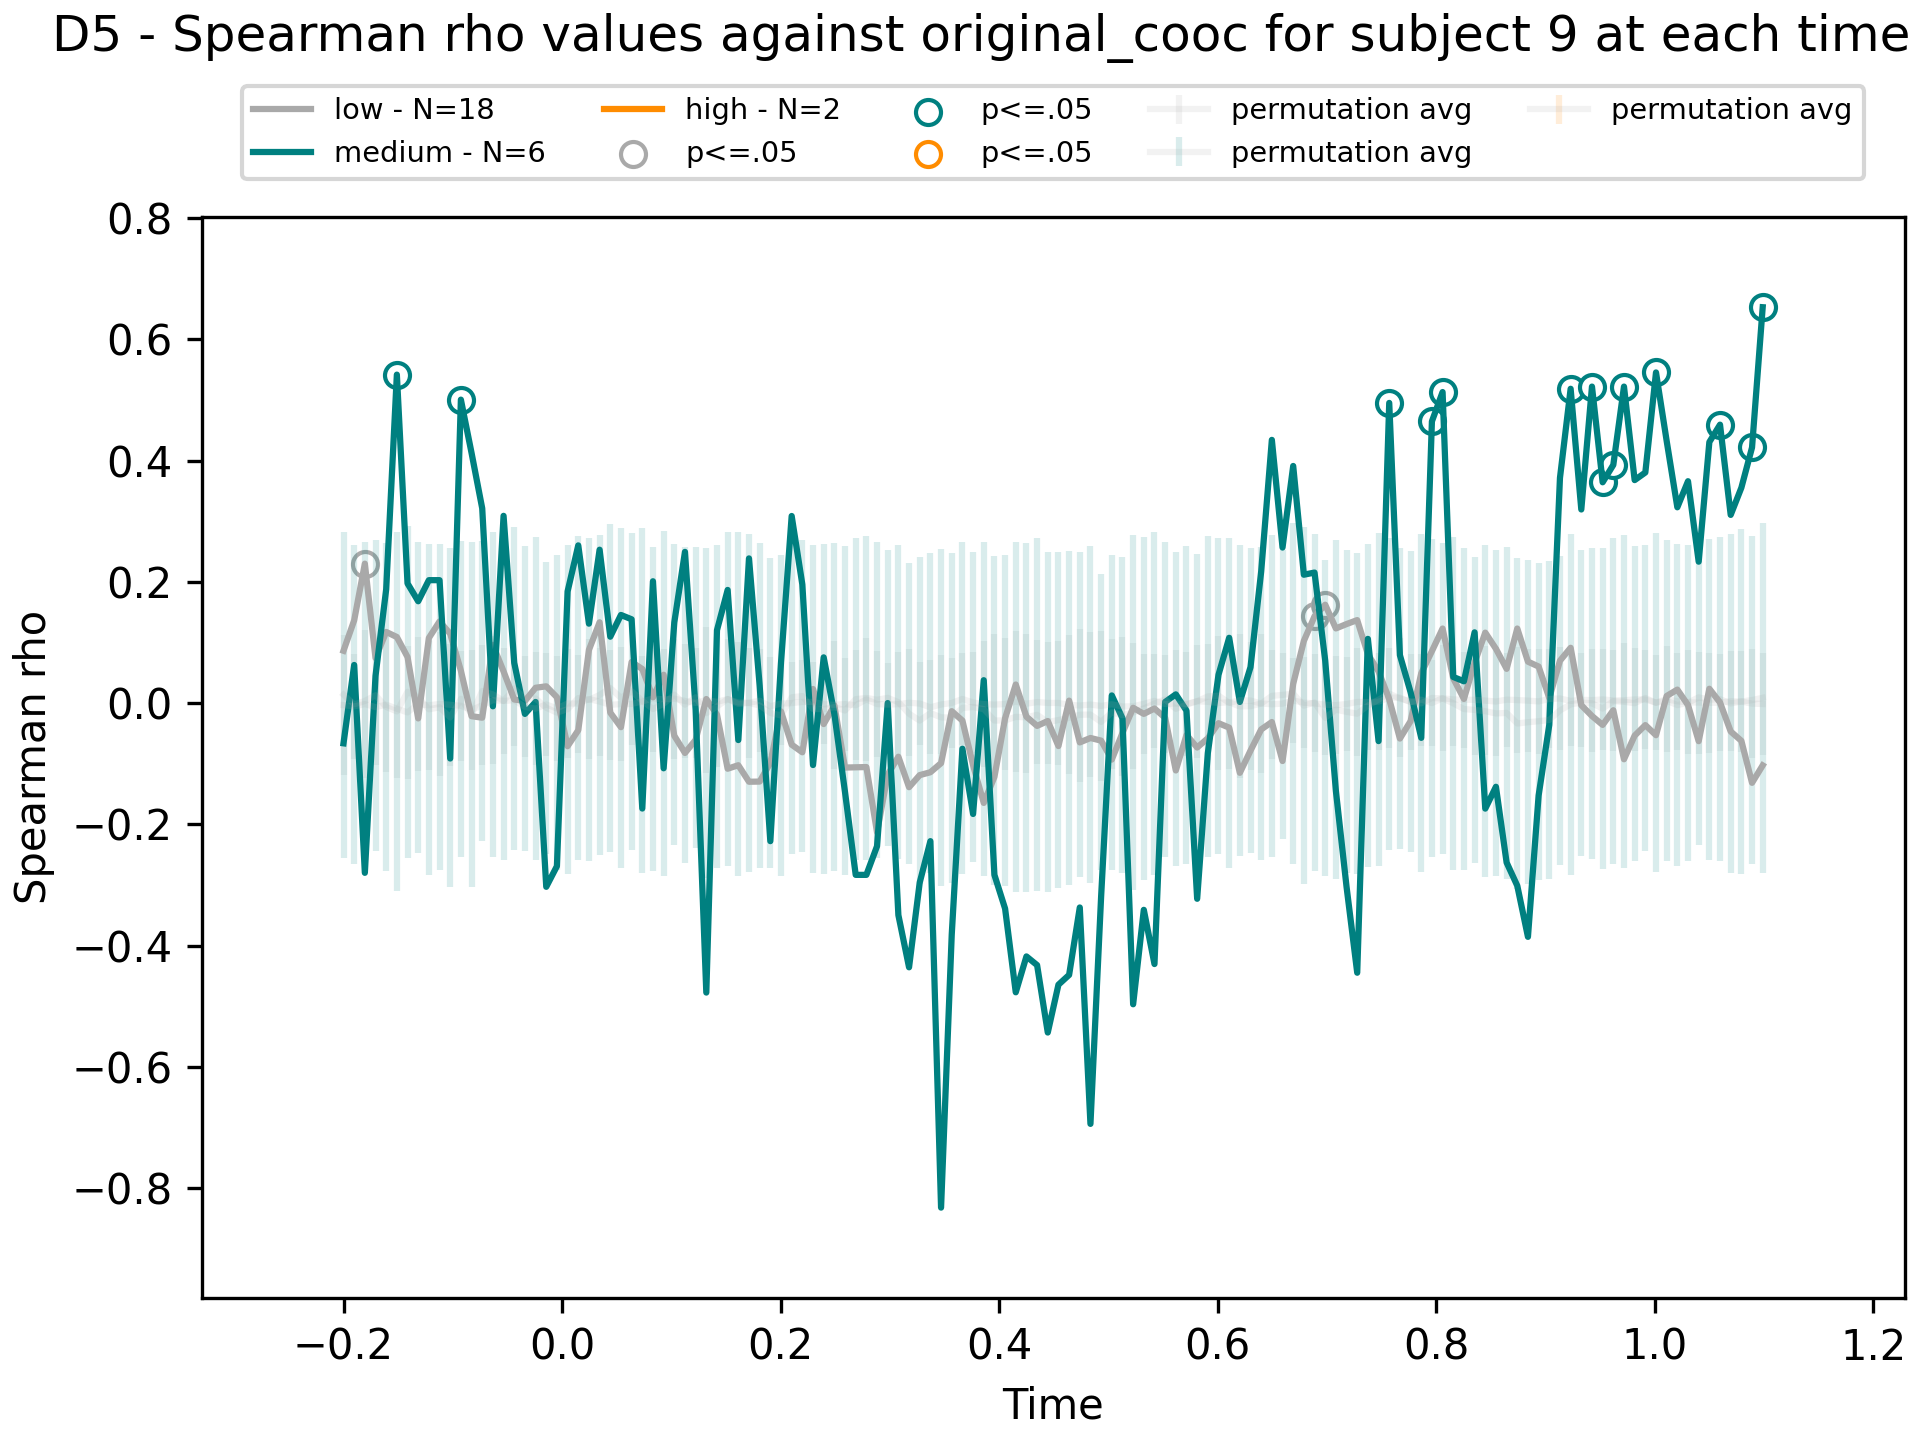 D5 - Spearman rho values against original_cooc for subject 9 at each time
low - N=18 high - N=2 p<=.05 permutation avg permutation avg
medium - N=6 p<=.05 p<=.05 permutation avg
0.8
0.6
0.4
0.2
0.0
−0.2
−0.4
−0.6
−0.8
Spearman rho
−0.2 0.0 0.2 0.4 0.6 0.8 1.0 1.2
Time